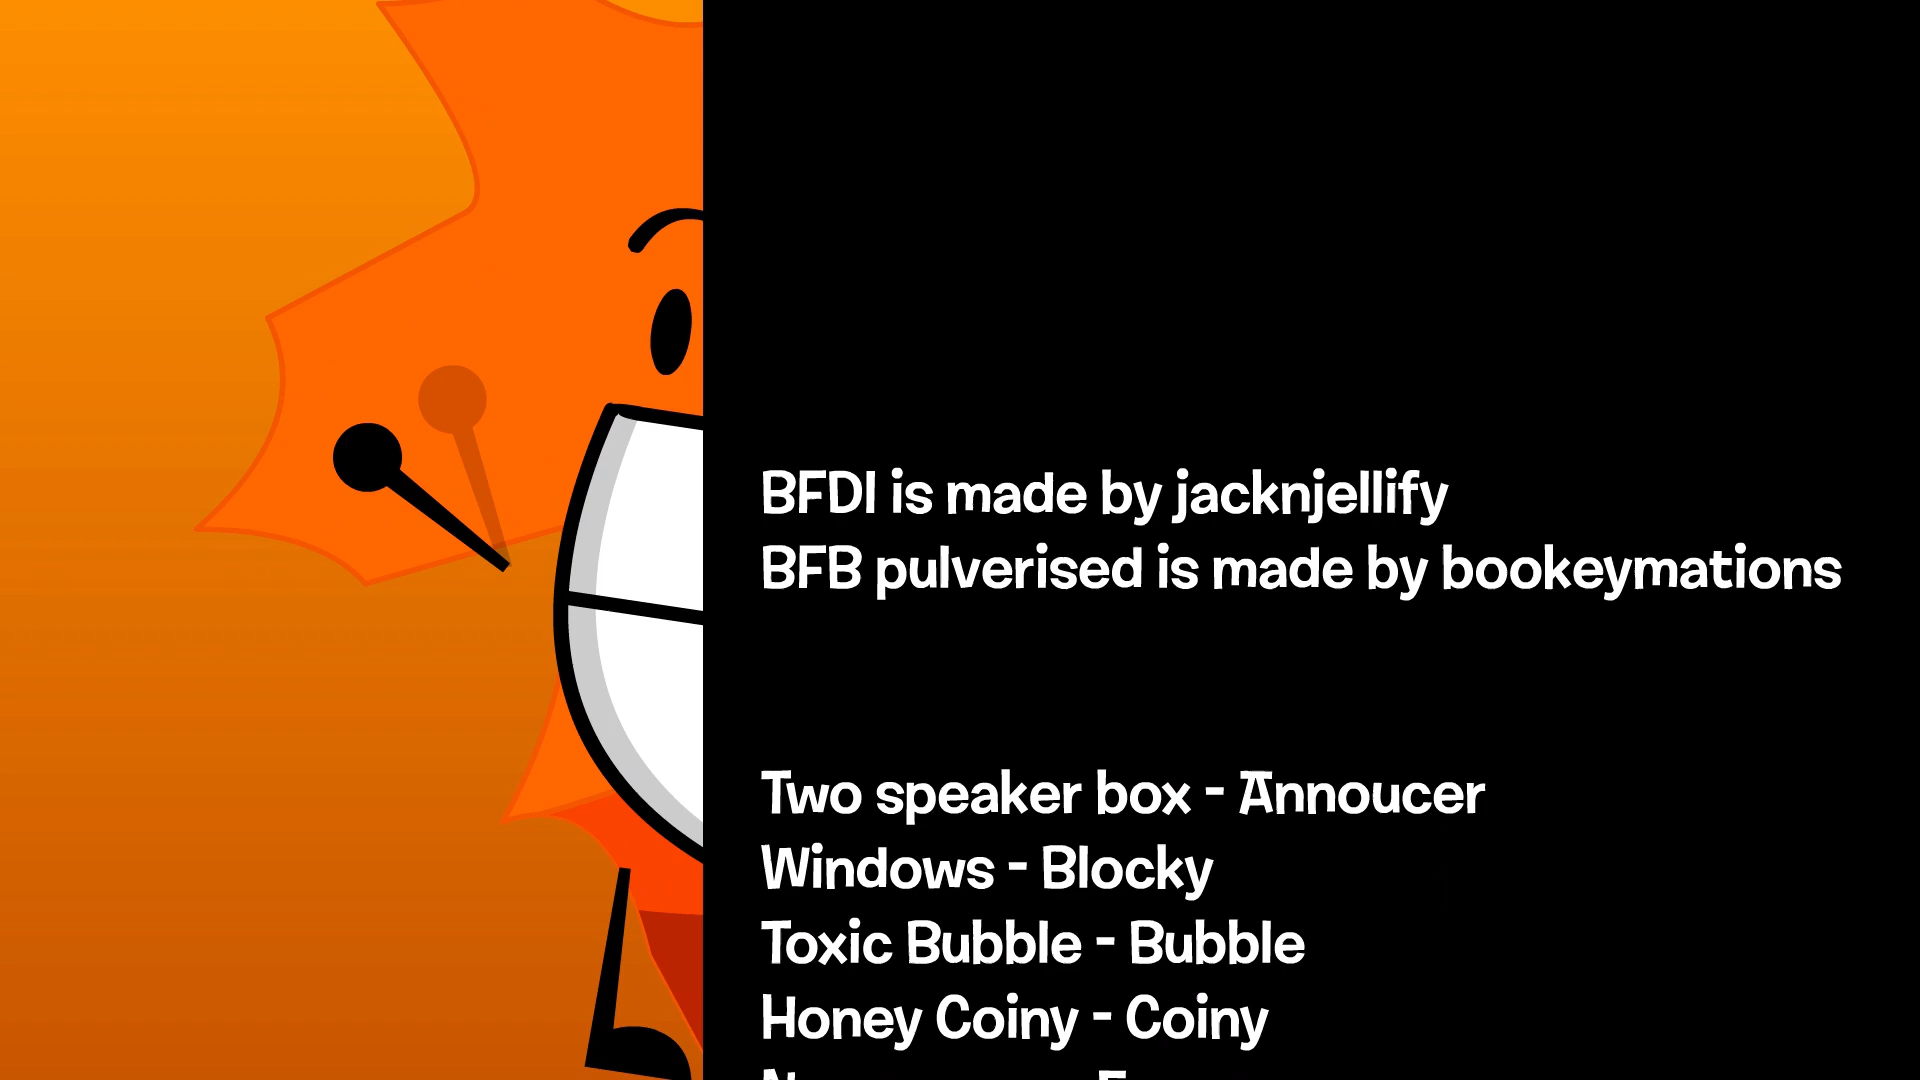 BFDI is made by jacknjellify
BFB pulverised is made by bookeymations
Two speaker box - Annoucer
Windows - Blocky
Toxic Bubble - Bubble
Honey Coiny - Coiny